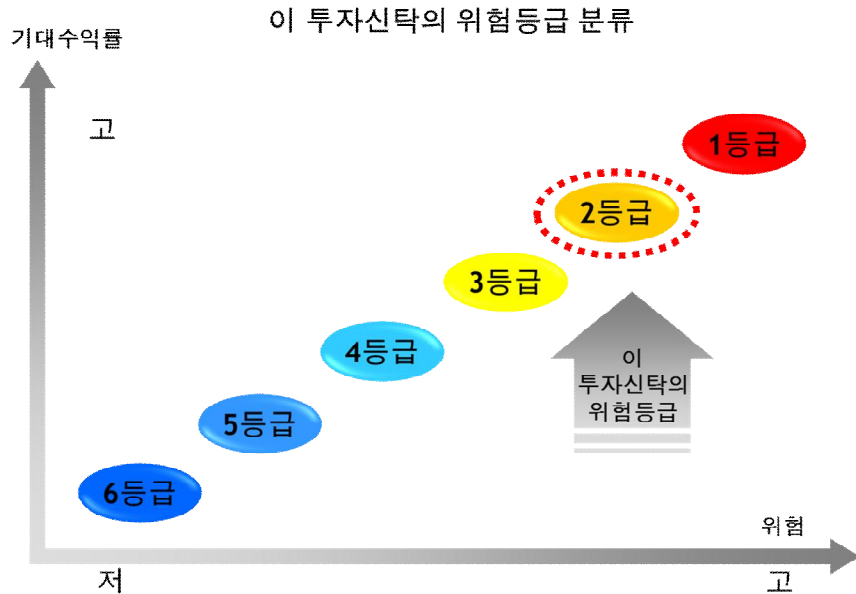 이 투자신탁의 위험등급 분류
기대수익률
고
1등급
2등급
3등급
4등급
5등급
6등급
이
투자신탁의
위험등급
위험
저
고